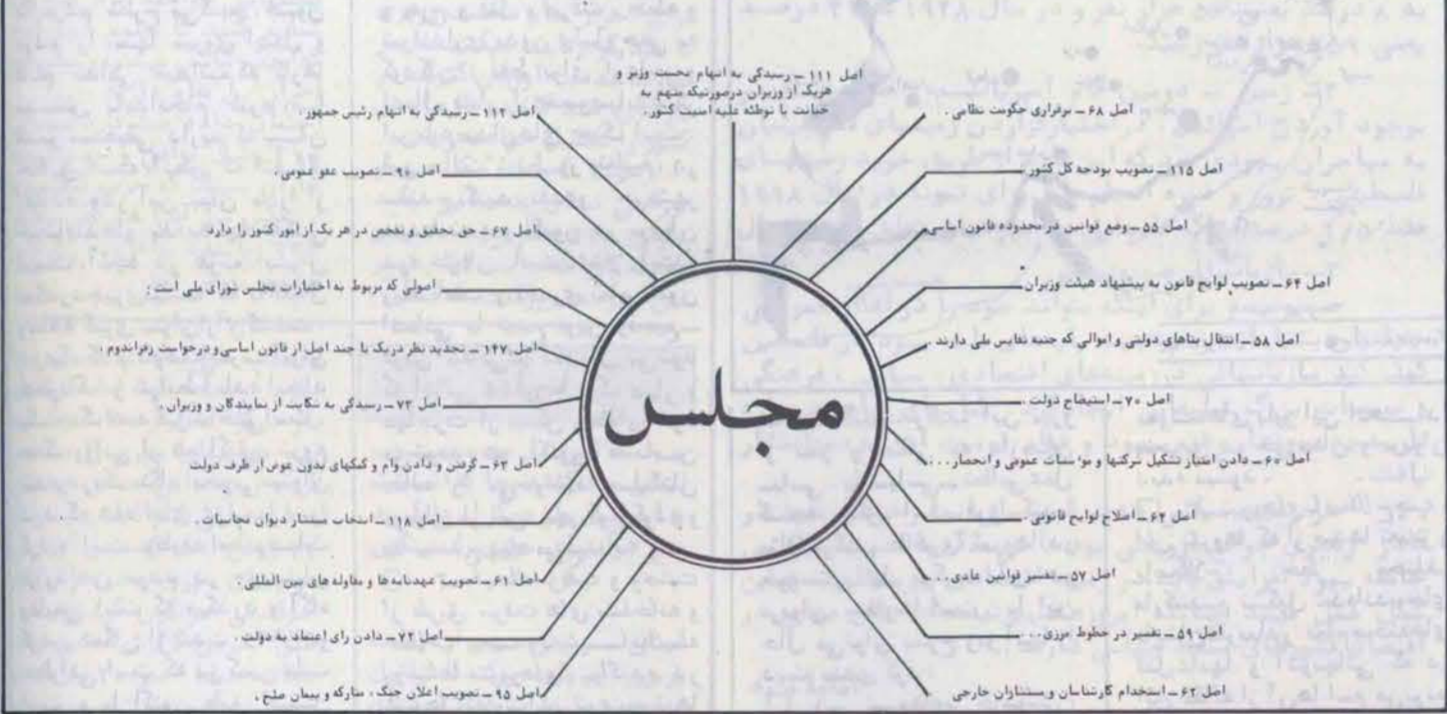 اصل ۱۱۱ – رسیدگی به اتهام نخست وزیر و
هریک از وزیران درصورتیکه متهم به
خیانت یا توطئه علیه امنیت کشور.
اصل ۶۸ – برقراری حکومت نظامی.
اصل ۱۱۵ – تصویب بودجه کل کشور
اصل ۵۵ – وضع قوانین در محدوده قانون اساسی
اصل ۶۴ – تصویب لوایح قانون به پیشنهاد هیئت وزیران
اصل ۵۸ – انتقال بناهای دولتی و اموالی که جنبه نفایس ملی دارند.
اصل ۷۰ – استیضاح دولت.
اصل ۶۰ – دادن امتیاز تشکیل شرکتها و موسسات عمومی و انحصار...
اصل ۶۴ – اصلاح لوایح قانونی.
اصل ۵۷ – تفسیر قوانین عادی...
اصل ۵۹ – تغییر در خطوط مرزی...
اصل ۶۲ – استخدام کارشناسان و مستشاران خارجی
مجلس
اصل ۱۱۲ – رسیدگی به اتهام رئیس جمهور.
اصل ۹۰ – تصویب عفو عمومی.
اصل ۶۷ – حق تحقیق و تفحص در هر یک از امور کشور را دارد
اصولی که مربوط به اختیارات مجلس شورای ملی است:
اصل ۱۴۷ – تجدید نظر دریک یا چند اصل از قانون اساسی و درخواست رفراندوم.
اصل ۷۳ – رسیدگی به شکایت از نمایندگان و وزیران.
اصل ۶۳ – گرفتن و دادن وام و کمکهای بدون عوض از طرف دولت
اصل ۱۱۸ – انتخاب مستشار دیوان محاسبات.
اصل ۶۱ – تصویب عهدنامه ها و مقاوله های بین المللی.
اصل ۷۲ – دادن رای اعتماد به دولت.
اصل ۹۵ – تصویب اعلان جنگ، متارکه و پیمان صلح.